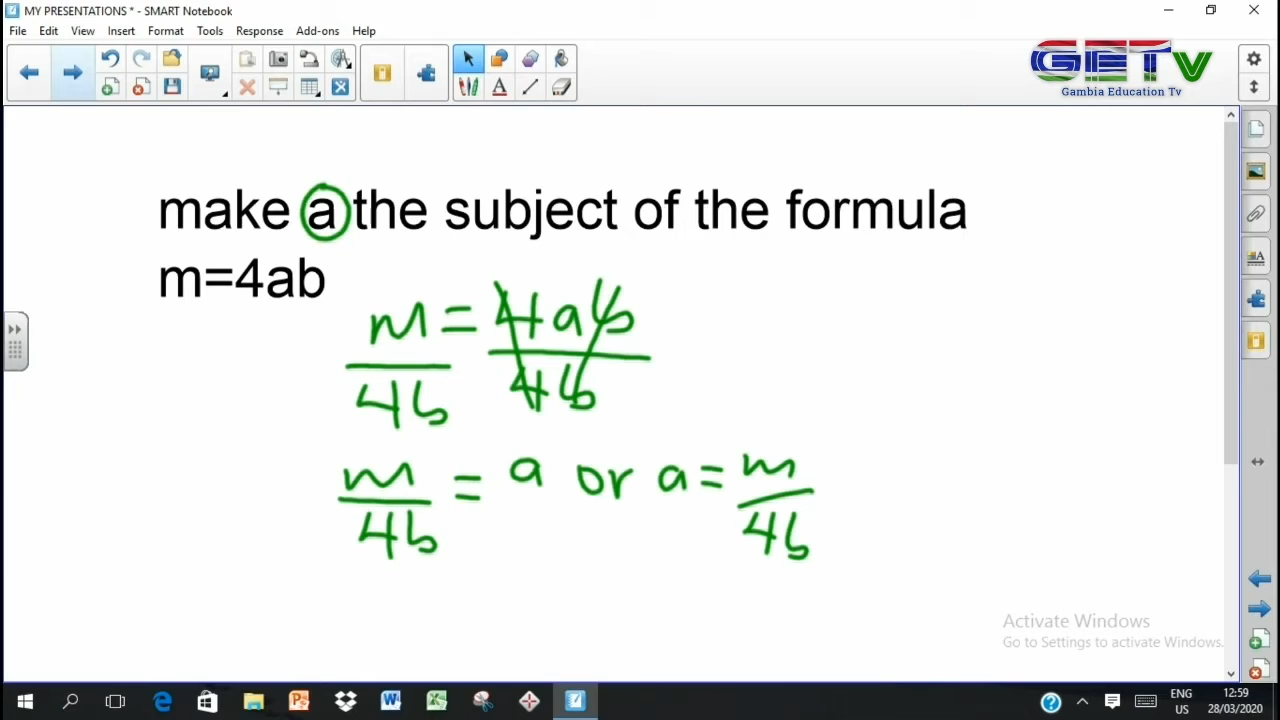 MY PRESENTATIONS * - SMART Notebook
File Edit View Insert Format Tools Response Add-ons Help
GETV
Gambia Education Tv
make a the subject of the formula
m=4ab
m = 4ab
4b 4b
m = a or a = m
4b 4b
Activate Windows
Go to Settings to activate Windows.
ENG 12:59
US 28/03/2020